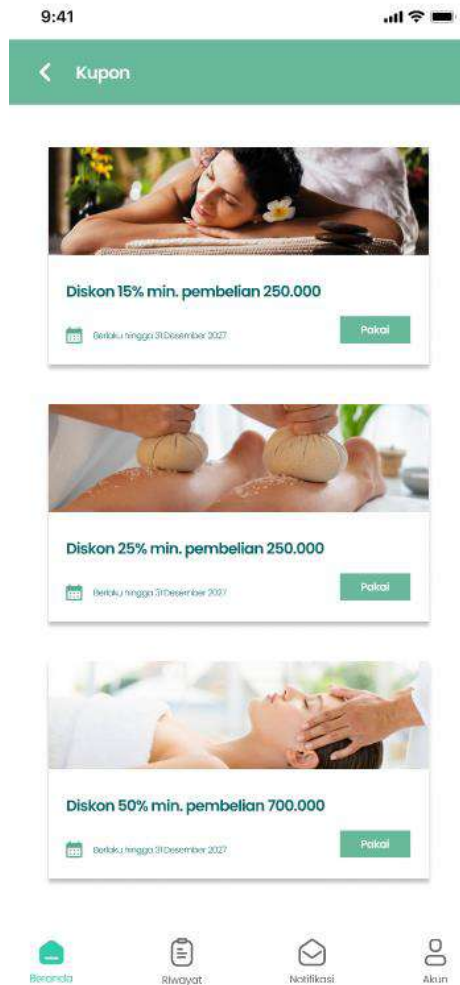 9:41
Kupon
Diskon 15% min. pembelian 250.000
Berlaku hingga 31 Desember 2027
Pakai
Diskon 25% min. pembelian 250.000
Berlaku hingga 31 Desember 2027
Pakai
Diskon 50% min. pembelian 700.000
Berlaku hingga 31 Desember 2027
Pakai
Beranda
Riwayat
Notifikasi
Akun